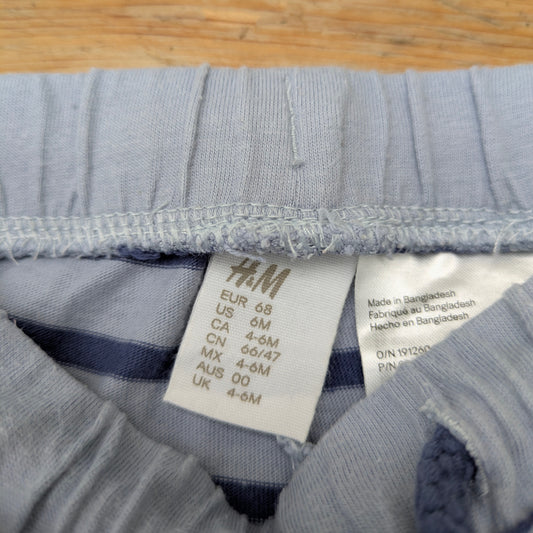 H&M
EUR 68
US 6M
CA 4-6M
CN 66/47
MX 4-6M
AUS 00
UK 4-6M
Made in Bangladesh
Fabriqué au Bangladesh
Hecho en Bangladesh
O/N 191260
P/N